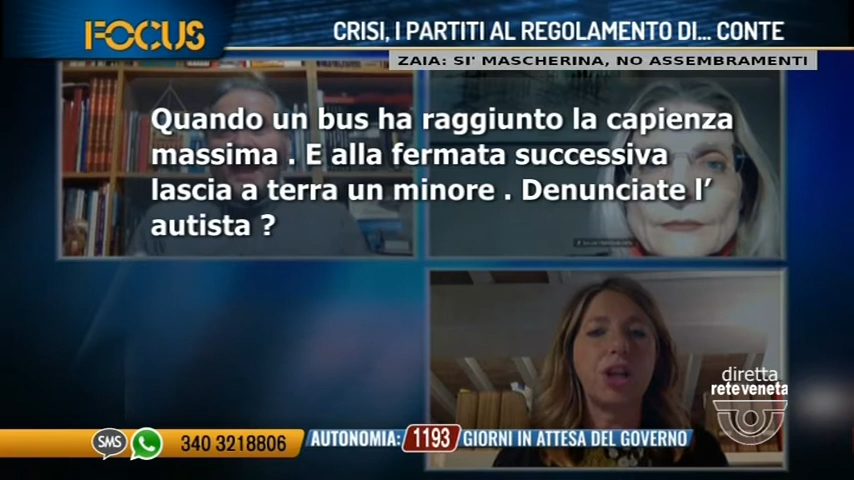 FOCUS
CRISI, I PARTITI AL REGOLAMENTO DI... CONTE
ZAIA: SI' MASCHERINA, NO ASSEMBRAMENTI
Quando un bus ha raggiunto la capienza
massima . E alla fermata successiva
lascia a terra un minore . Denunciate l'
autista ?
diretta
reteveneta
SMS 340 3218806 AUTONOMIA: 1193 GIORNI IN ATTESA DEL GOVERNO